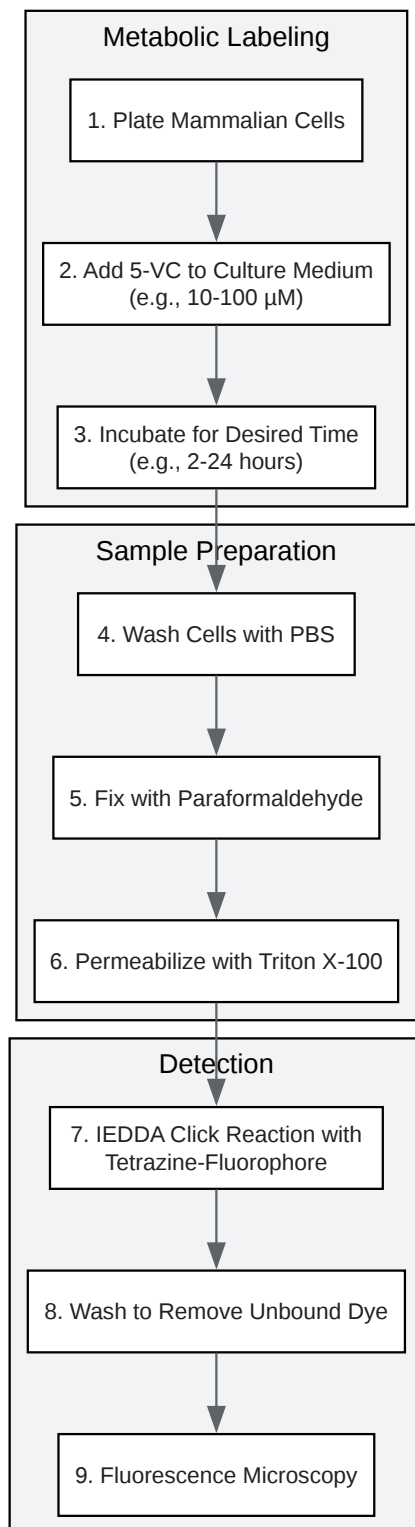 Metabolic Labeling
1. Plate Mammalian Cells
2. Add 5-VC to Culture Medium
(e.g., 10-100 µM)
3. Incubate for Desired Time
(e.g., 2-24 hours)
Sample Preparation
4. Wash Cells with PBS
5. Fix with Paraformaldehyde
6. Permeabilize with Triton X-100
Detection
7. IEDDA Click Reaction with
Tetrazine-Fluorophore
8. Wash to Remove Unbound Dye
9. Fluorescence Microscopy